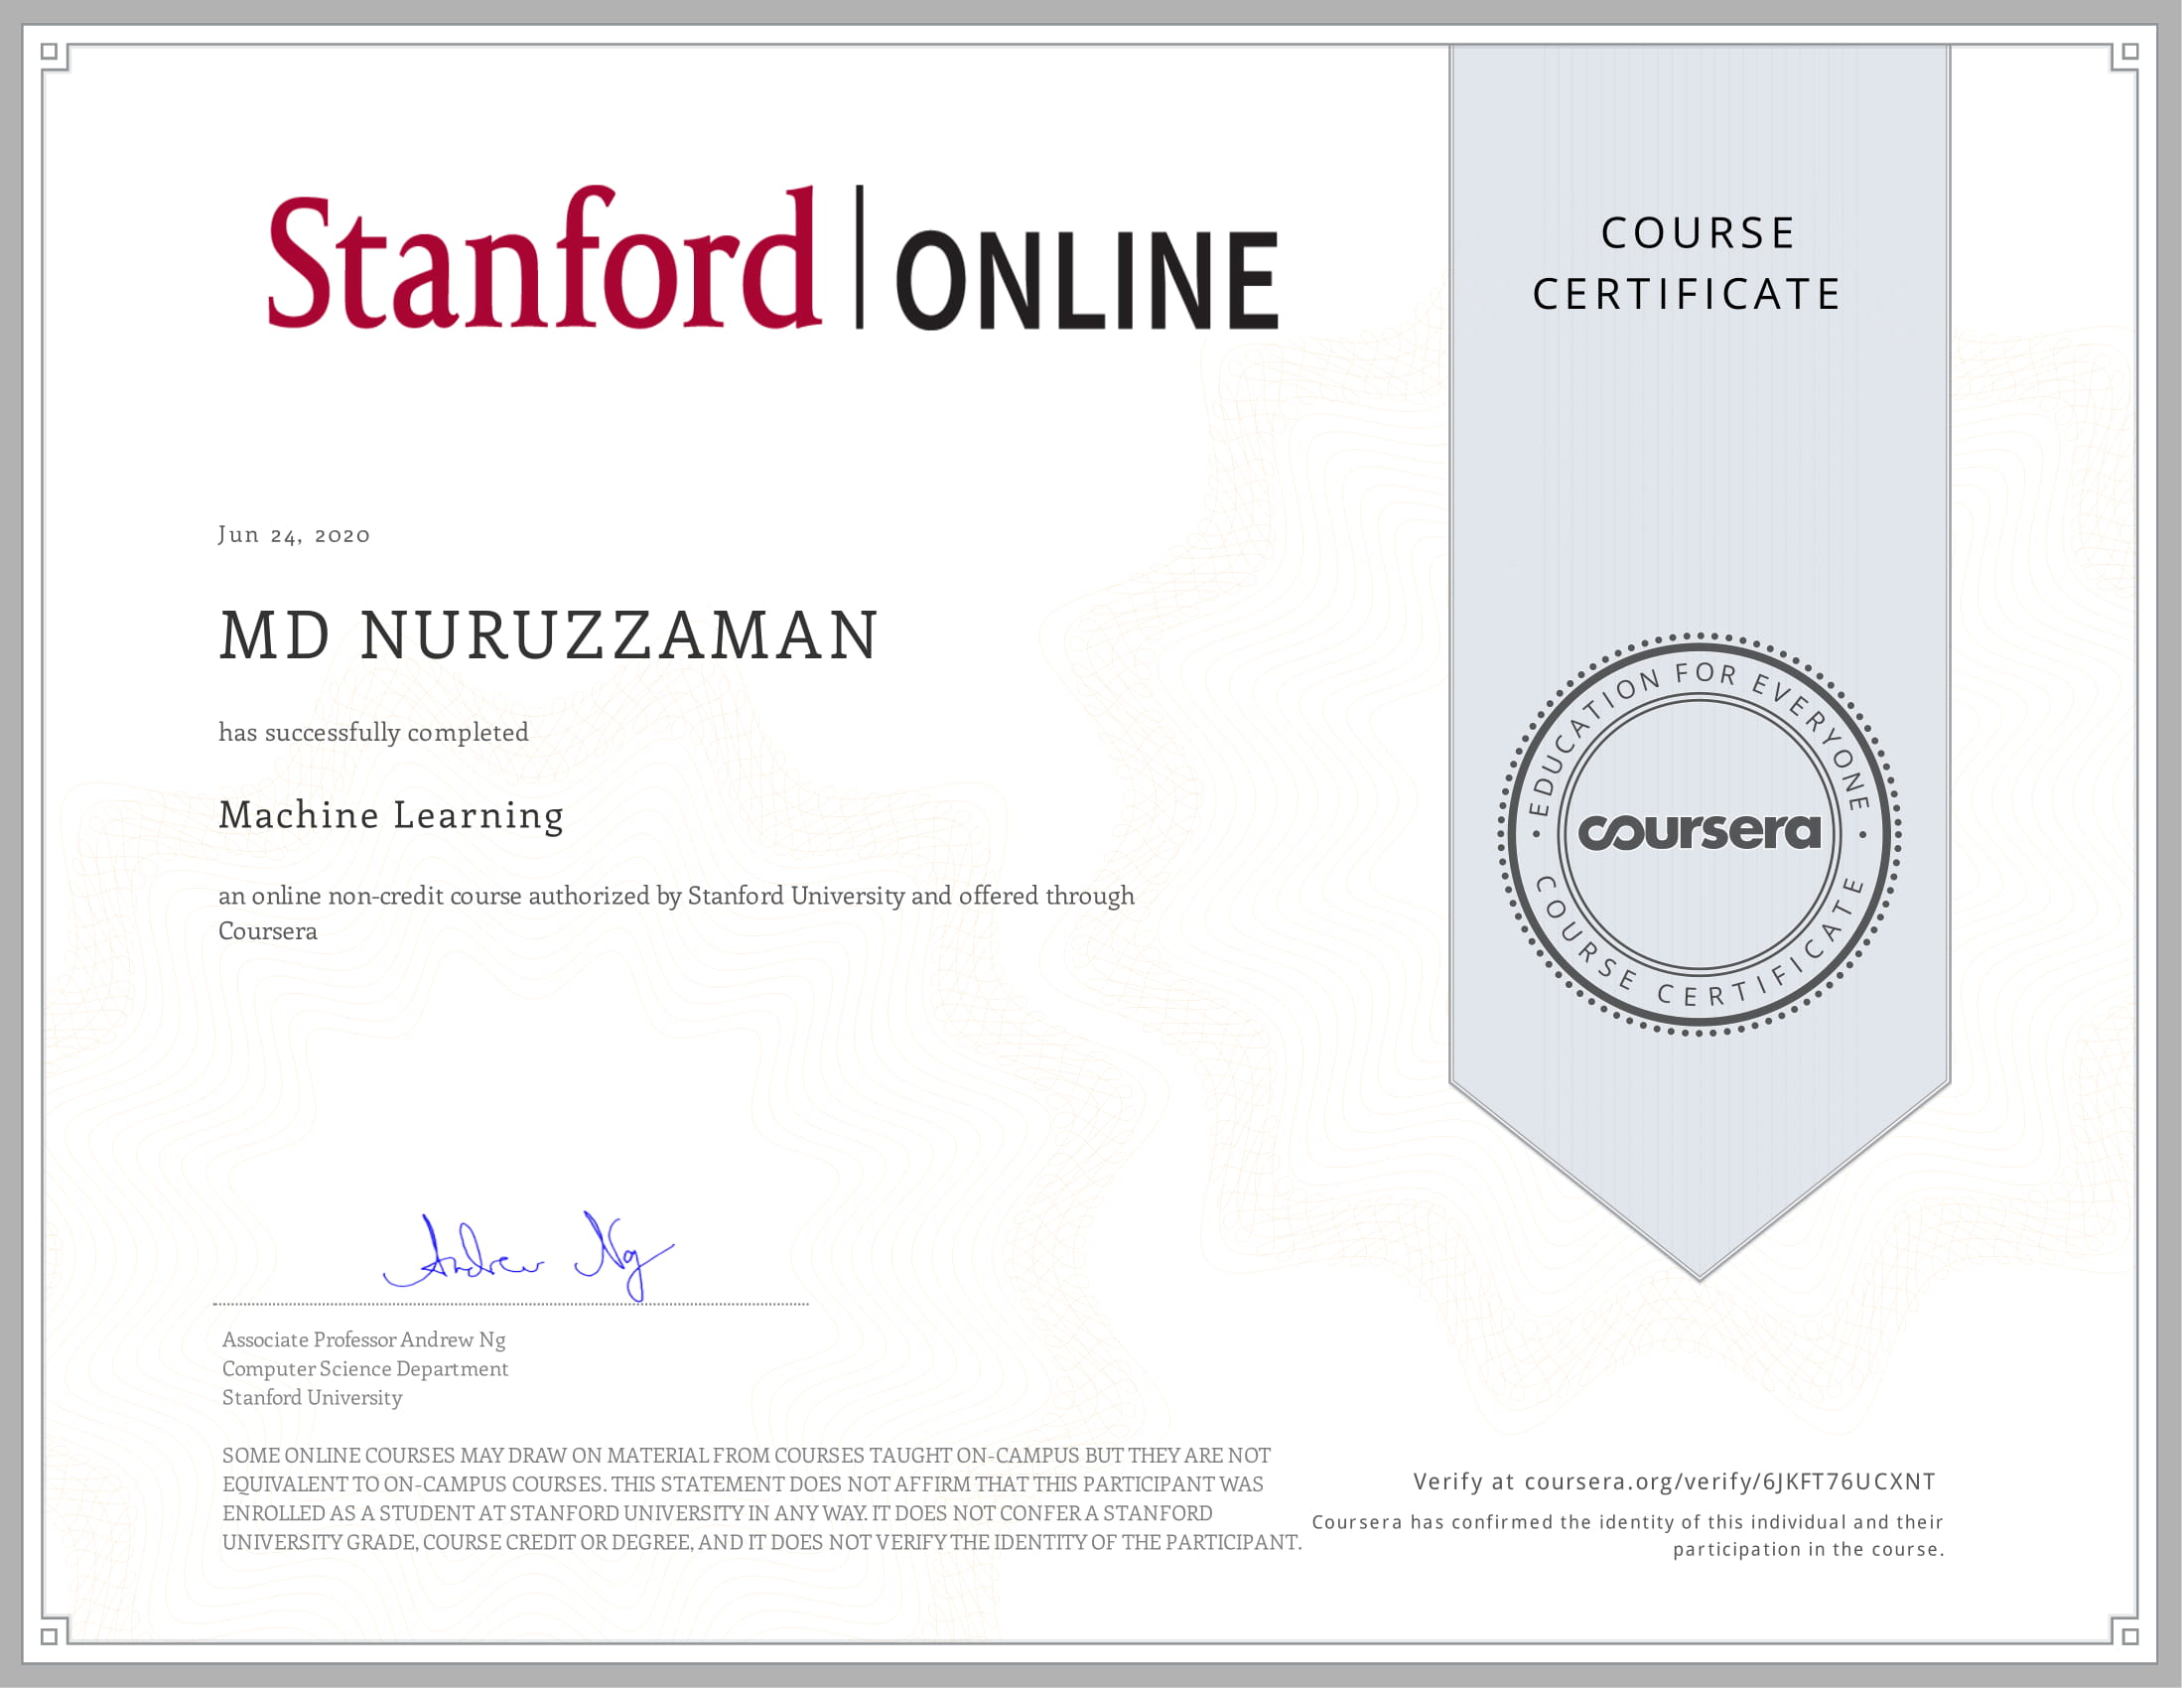 Stanford | ONLINE
COURSE
CERTIFICATE
Jun 24, 2020
MD NURUZZAMAN
has successfully completed
Machine Learning
an online non-credit course authorized by Stanford University and offered through
Coursera
EDUCATION FOR EVERYONE
coursera
COURSE CERTIFICATE
Andrew Ng
Associate Professor Andrew Ng
Computer Science Department
Stanford University
SOME ONLINE COURSES MAY DRAW ON MATERIAL FROM COURSES TAUGHT ON-CAMPUS BUT THEY ARE NOT
EQUIVALENT TO ON-CAMPUS COURSES. THIS STATEMENT DOES NOT AFFIRM THAT THIS PARTICIPANT WAS
ENROLLED AS A STUDENT AT STANFORD UNIVERSITY IN ANY WAY. IT DOES NOT CONFER A STANFORD
UNIVERSITY GRADE, COURSE CREDIT OR DEGREE, AND IT DOES NOT VERIFY THE IDENTITY OF THE PARTICIPANT.
Verify at coursera.org/verify/6JKFT76UCXNT
Coursera has confirmed the identity of this individual and their
participation in the course.